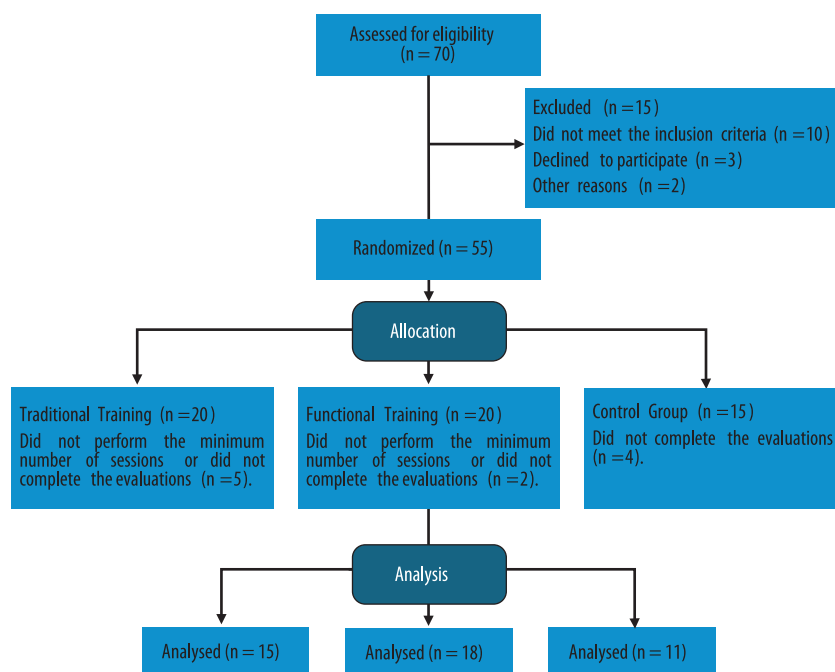 Assessed for eligibility
(n = 70)
Excluded (n =15)
Did not meet the inclusion criteria (n =10)
Declined to participate (n =3)
Other reasons (n =2)
Randomized (n = 55)
Allocation
Traditional Training (n =20)
Did not perform the minimum
number of sessions or did not
complete the evaluations (n =5).
Functional Training (n =20)
Did not perform the minimum
number of sessions or did not
complete the evaluations (n =2).
Control Group (n =15)
Did not complete the evaluations
(n =4).
Analysis
Analysed (n = 15)
Analysed (n = 18)
Analysed (n = 11)